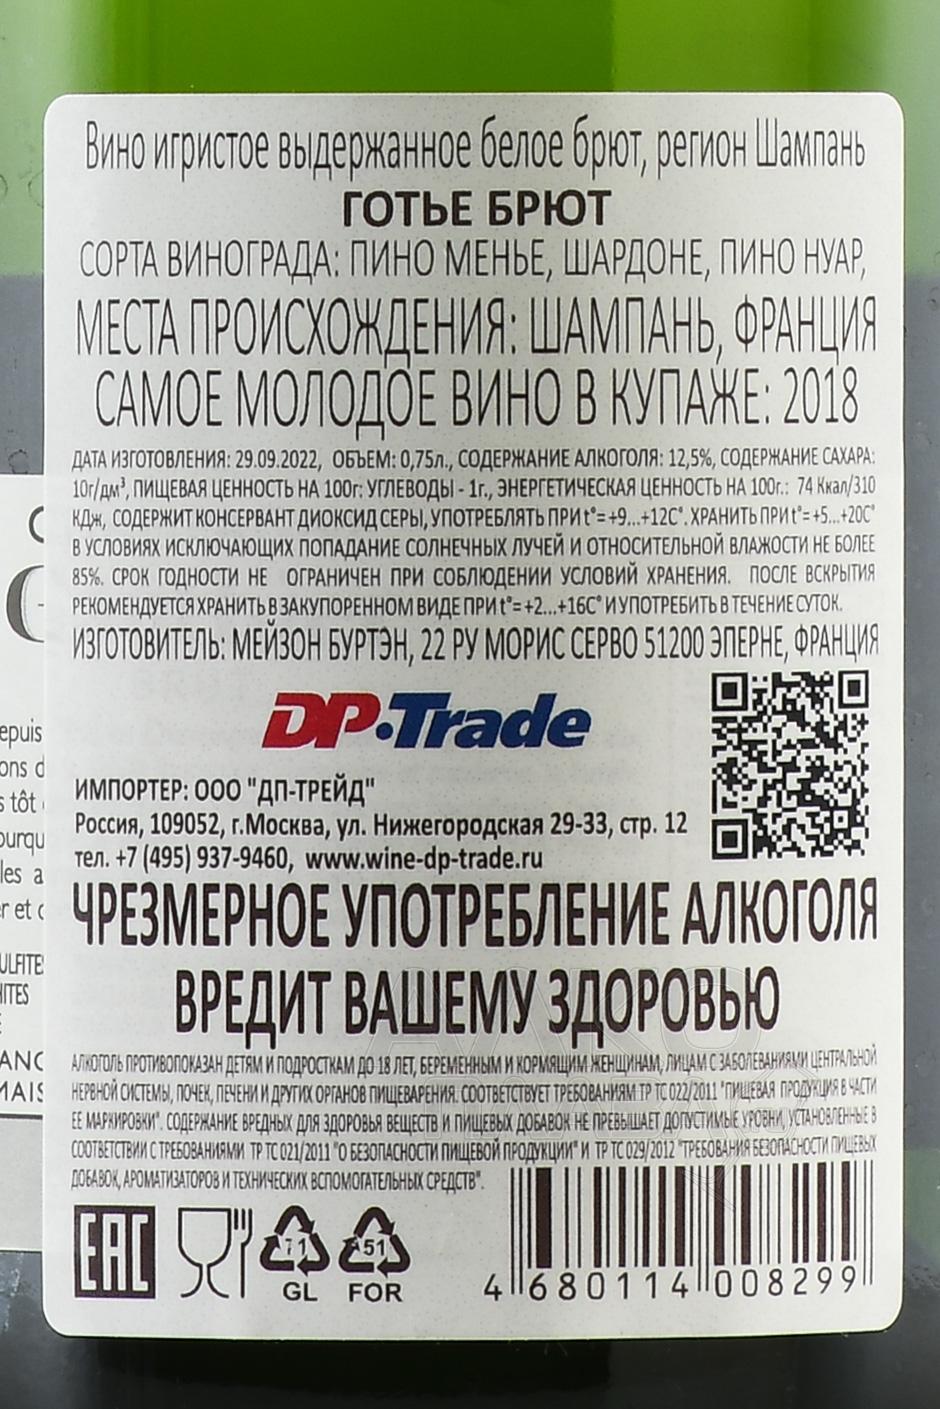 Вино игристое выдержанное белое брют, регион Шампань
ГОТЬЕ БРЮТ
СОРТА ВИНОГРАДА: ПИНО МЕНЬЕ, ШАРДОНЕ, ПИНО НУАР,
МЕСТА ПРОИСХОЖДЕНИЯ: ШАМПАНЬ, ФРАНЦИЯ
САМОЕ МОЛОДОЕ ВИНО В КУПАЖЕ: 2018
ДАТА ИЗГОТОВЛЕНИЯ: 29.09.2022, ОБЪЕМ: 0,75л., СОДЕРЖАНИЕ АЛКОГОЛЯ: 12,5%, СОДЕРЖАНИЕ САХАРА:
10г/дм³, ПИЩЕВАЯ ЦЕННОСТЬ НА 100г: УГЛЕВОДЫ - 1г., ЭНЕРГЕТИЧЕСКАЯ ЦЕННОСТЬ НА 100г.: 74 Ккал/310
КДж, СОДЕРЖИТ КОНСЕРВАНТ ДИОКСИД СЕРЫ, УПОТРЕБЛЯТЬ ПРИ t°=+9...+12С°. ХРАНИТЬ ПРИ t°=+5...+20С°
В УСЛОВИЯХ ИСКЛЮЧАЮЩИХ ПОПАДАНИЕ СОЛНЕЧНЫХ ЛУЧЕЙ И ОТНОСИТЕЛЬНОЙ ВЛАЖОСТИ НЕ БОЛЕЕ
85%. СРОК ГОДНОСТИ НЕ ОГРАНИЧЕН ПРИ СОБЛЮДЕНИИ УСЛОВИЙ ХРАНЕНИЯ. ПОСЛЕ ВСКРЫТИЯ
РЕКОМЕНДУЕТСЯ ХРАНИТЬ В ЗАКУПОРЕННОМ ВИДЕ ПРИ t°=+2...+16С° И УПОТРЕБИТЬ В ТЕЧЕНИЕ СУТОК.
ИЗГОТОВИТЕЛЬ: МЕЙЗОН БУРТЭН, 22 РУ МОРИС СЕРВО 51200 ЭПЕРНЕ, ФРАНЦИЯ
DP·Trade
ИМПОРТЕР: ООО "ДП-ТРЕЙД"
Россия, 109052, г.Москва, ул. Нижегородская 29-33, стр. 12
тел. +7 (495) 937-9460, www.wine-dp-trade.ru
ЧРЕЗМЕРНОЕ УПОТРЕБЛЕНИЕ АЛКОГОЛЯ
ВРЕДИТ ВАШЕМУ ЗДОРОВЬЮ
АЛКОГОЛЬ ПРОТИВОПОКАЗАН ДЕТЯМ И ПОДРОСТКАМ ДО 18 ЛЕТ, БЕРЕМЕННЫМ И КОРМЯЩИМ ЖЕНЩИНАМ, ЛИЦАМ С ЗАБОЛЕВАНИЯМИ ЦЕНТРАЛЬНОЙ
НЕРВНОЙ СИСТЕМЫ, ПОЧЕК, ПЕЧЕНИ И ДРУГИХ ОРГАНОВ ПИЩЕВАРЕНИЯ. СООТВЕТСТВУЕТ ТРЕБОВАНИЯМ ТР ТС 022/2011 "ПИЩЕВАЯ ПРОДУКЦИЯ В ЧАСТИ
ЕЕ МАРКИРОВКИ". СОДЕРЖАНИЕ ВРЕДНЫХ ДЛЯ ЗДОРОВЬЯ ВЕЩЕСТВ И ПИЩЕВЫХ ДОБАВОК НЕ ПРЕВЫШАЕТ ДОПУСТИМЫЕ УРОВНИ, УСТАНОВЛЕННЫЕ В
СООТВЕТСТВИИ С ТРЕБОВАНИЯМИ ТР ТС 021/2011 "О БЕЗОПАСНОСТИ ПИЩЕВОЙ ПРОДУКЦИИ" И ТР ТС 029/2012 "ТРЕБОВАНИЯ БЕЗОПАСНОСТИ ПИЩЕВЫХ
ДОБАВОК, АРОМАТИЗАТОРОВ И ТЕХНИЧЕСКИХ ВСПОМОГАТЕЛЬНЫХ СРЕДСТВ".
EAC
71
GL
51
FOR
4 680114 008299
epuis
ons d
s tôt
ourqu
les a
r et c
ULFITES
HITES
ANC
MAIS